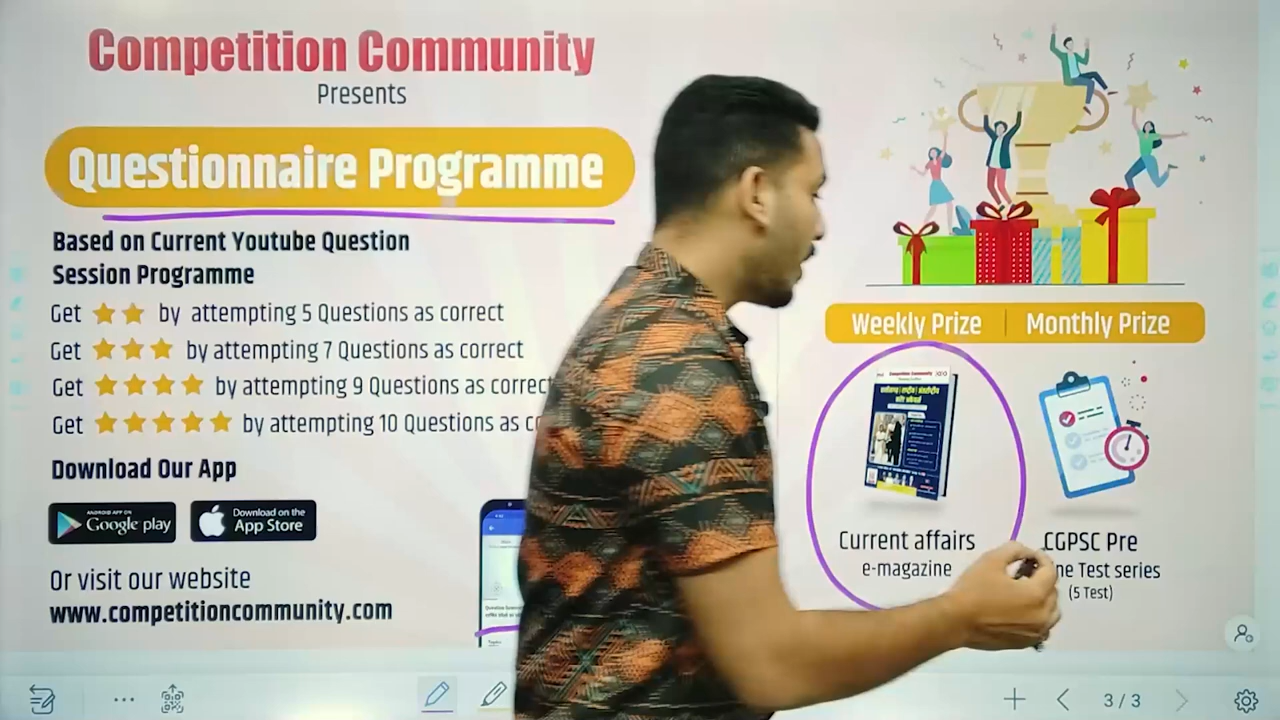 Competition Community
Presents
Questionnaire Programme
Based on Current Youtube Question
Session Programme
Get by attempting 5 Questions as correct
Get by attempting 7 Questions as correct
Get by attempting 9 Questions as correct
Get by attempting 10 Questions as
Download Our App
ANDROID APP ON
Google play
Download on the
App Store
Or visit our website
www.competitioncommunity.com
Weekly Prize
Monthly Prize
Competition Community
Current affairs
e-magazine
CGPSC Pre
Test series
(5 Test)
3 / 3